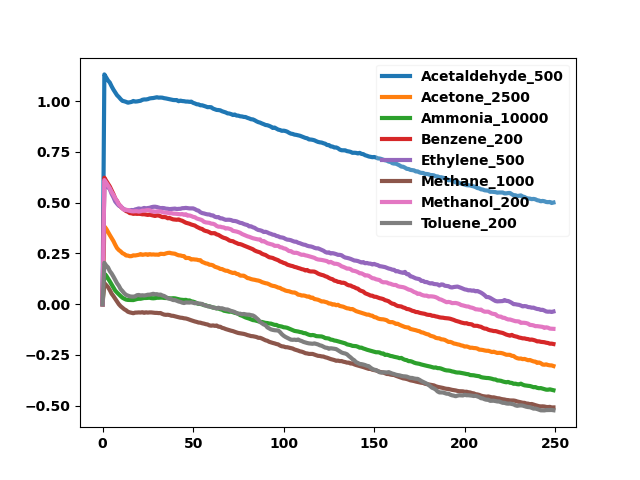 Acetaldehyde_500
Acetone_2500
Ammonia_10000
Benzene_200
Ethylene_500
Methane_1000
Methanol_200
Toluene_200
1.00
0.75
0.50
0.25
0.00
−0.25
−0.50
0 50 100 150 200 250